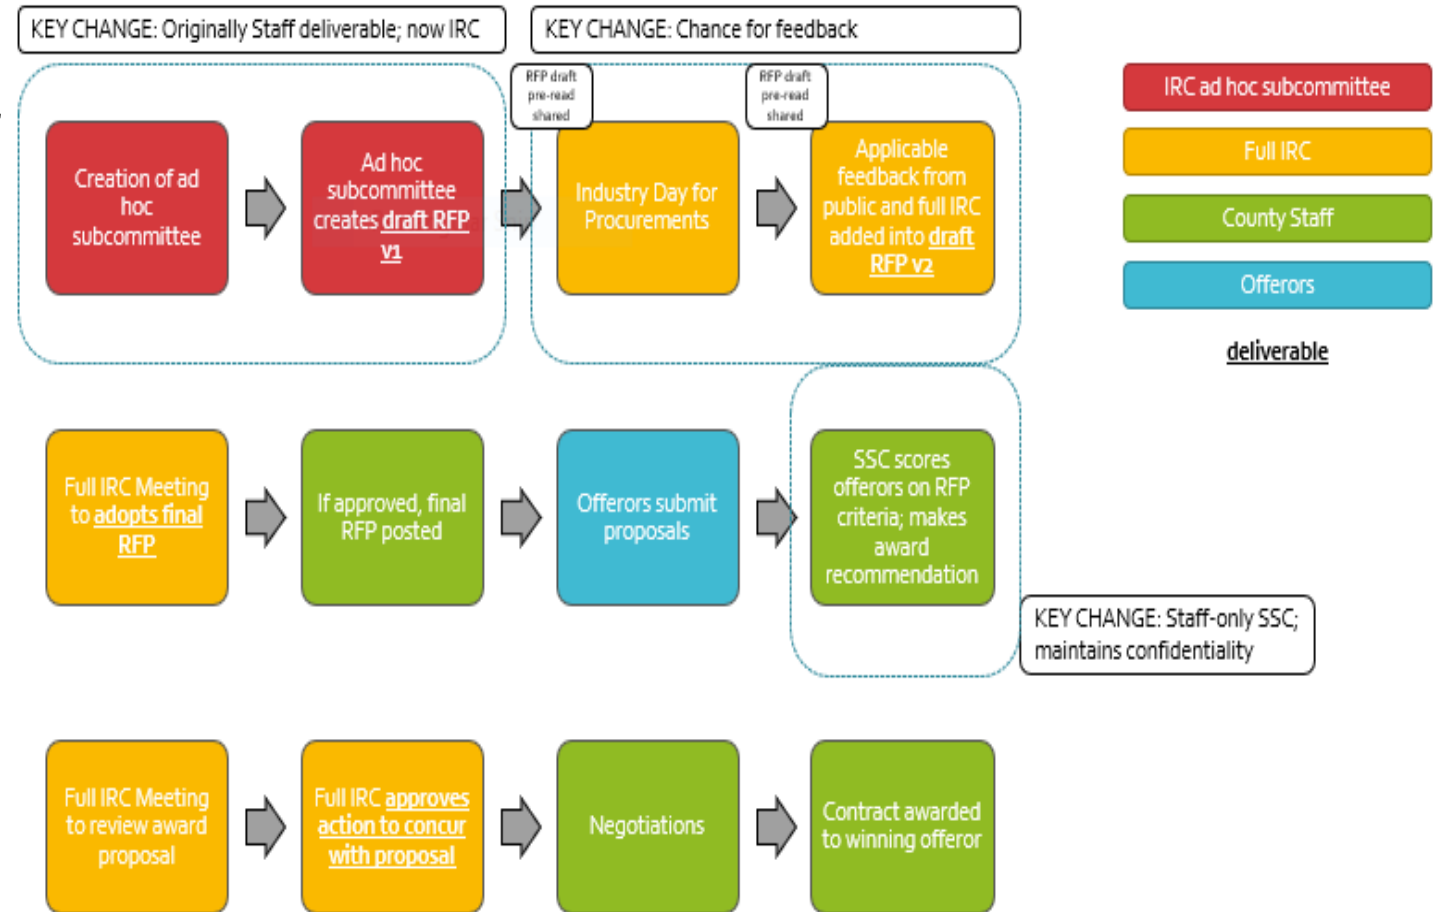 KEY CHANGE: Originally Staff deliverable; now IRC
KEY CHANGE: Chance for feedback
RFP draft
pre-read
shared
RFP draft
pre-read
shared
Creation of ad
hoc
subcommittee
Ad hoc
subcommittee
creates draft RFP
v1
Industry Day for
Procurements
Applicable
feedback from
public and full IRC
added into draft
RFP v2
IRC ad hoc subcommittee
Full IRC
County Staff
Offerors
deliverable
Full IRC Meeting
to adopts final
RFP
If approved, final
RFP posted
Offerors submit
proposals
SSC scores
offerors on RFP
criteria; makes
award
recommendation
KEY CHANGE: Staff-only SSC;
maintains confidentiality
Full IRC Meeting
to review award
proposal
Full IRC approves
action to concur
with proposal
Negotiations
Contract awarded
to winning offeror